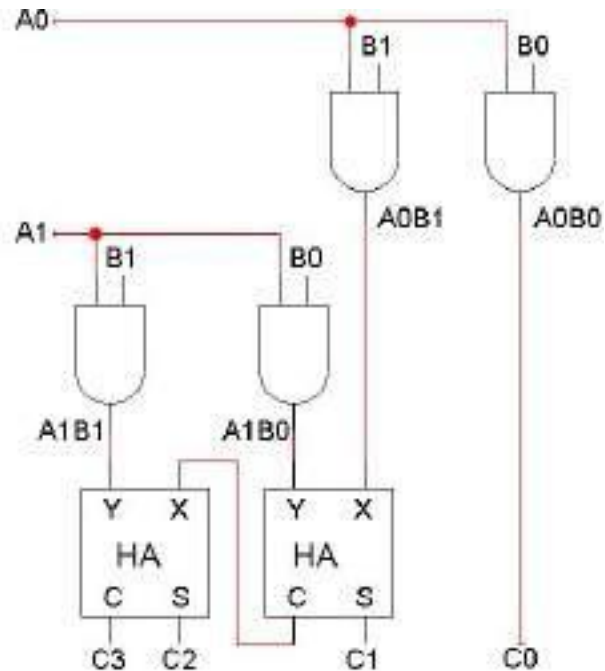 A0
B1 B0
A0B1 A0B0
A1
B1 B0
A1B1 A1B0
Y X Y X
HA HA
C S C S
C3 C2 C1 C0